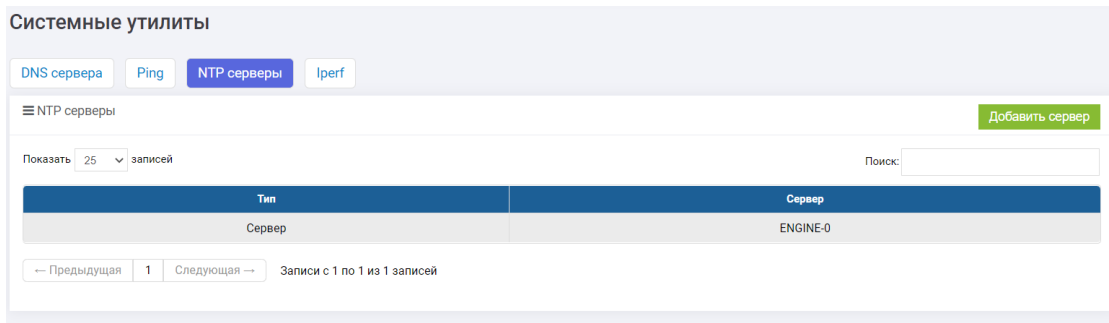 Системные утилиты
DNS сервера Ping NTP серверы Iperf
NTP серверы Добавить сервер
Показать 25 записей Поиск:
Тип Сервер
Сервер ENGINE-0
← Предыдущая 1 Следующая → Записи с 1 по 1 из 1 записей